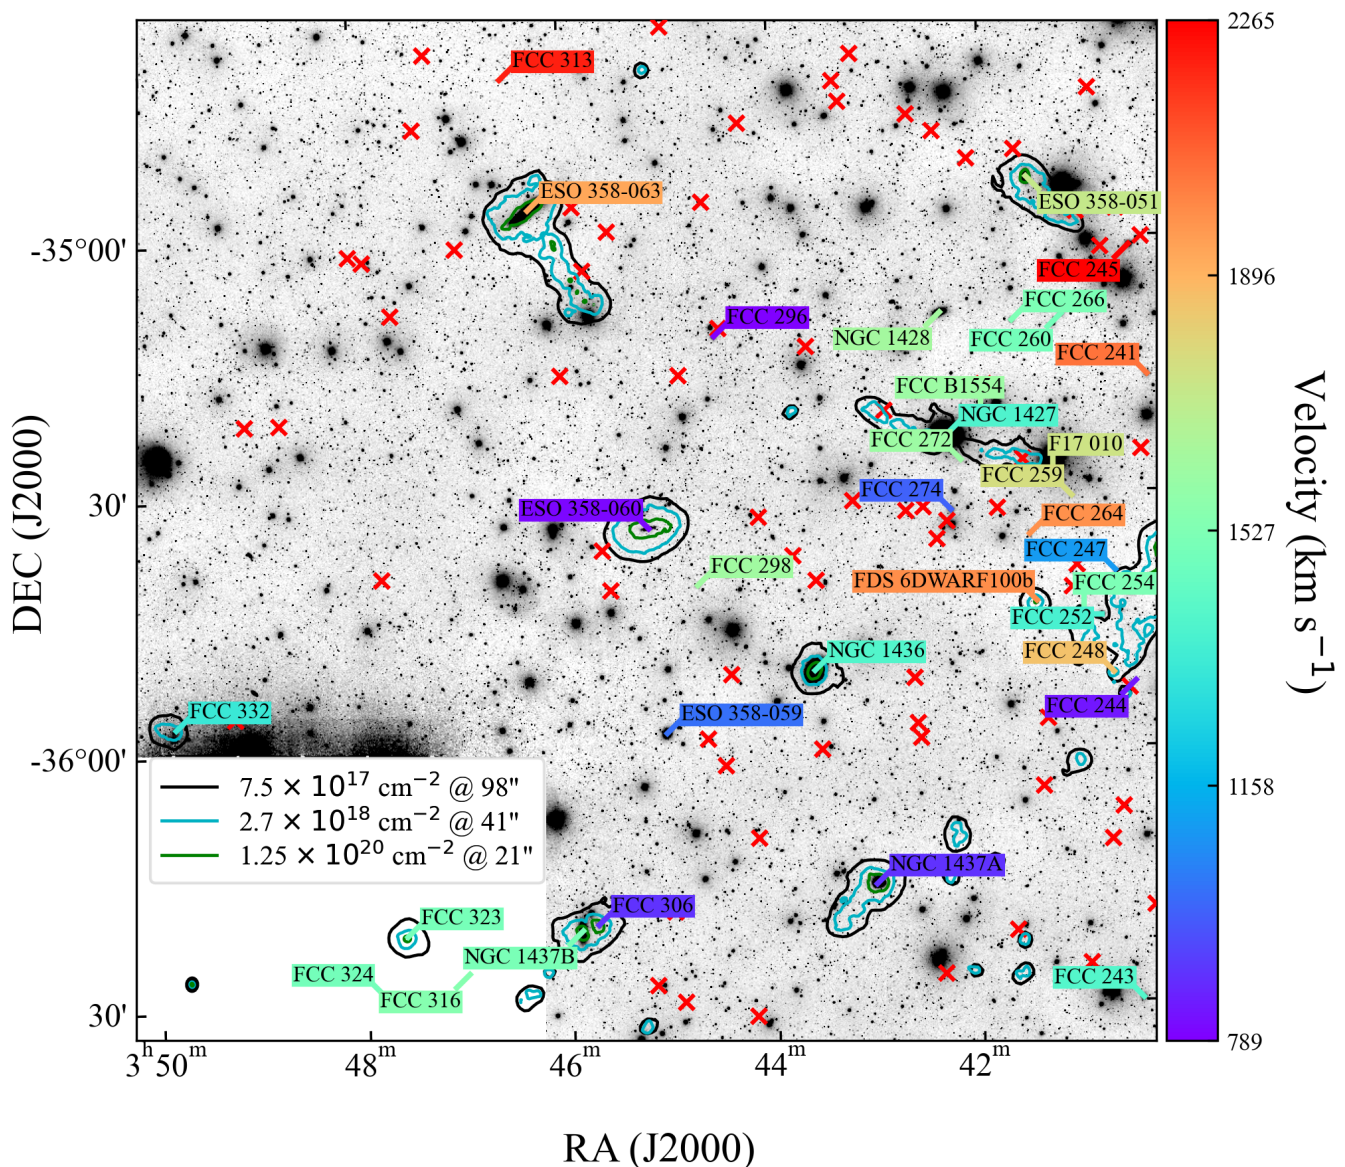 2265
FCC 313
ESO 358-063
ESO 358-051
-35°00'
FCC 245
1896
FCC 266
FCC 296
NGC 1428
FCC 260
FCC 241
FCC B1554
NGC 1427
FCC 272
F17 010
FCC 259
FCC 274
30'
ESO 358-060
FCC 264
1527
FCC 247
FCC 298
FDS 6DWARF100b
FCC 254
FCC 252
NGC 1436
FCC 248
FCC 332
ESO 358-059
FCC 244
-36°00'
7.5 × 10¹⁷ cm⁻² @ 98"
2.7 × 10¹⁸ cm⁻² @ 41"
1.25 × 10²⁰ cm⁻² @ 21"
1158
NGC 1437A
FCC 306
FCC 323
NGC 1437B
FCC 324
FCC 316
FCC 243
30'
789
3ʰ50ᵐ 48ᵐ 46ᵐ 44ᵐ 42ᵐ
RA (J2000)
DEC (J2000)
Velocity (km s⁻¹)